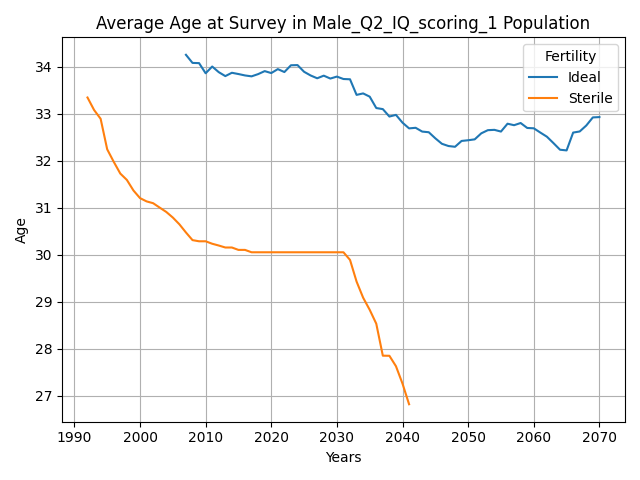 Average Age at Survey in Male_Q2_IQ_scoring_1 Population
Fertility
Ideal
Sterile
34
33
32
31
30
29
28
27
Age
1990 2000 2010 2020 2030 2040 2050 2060 2070
Years